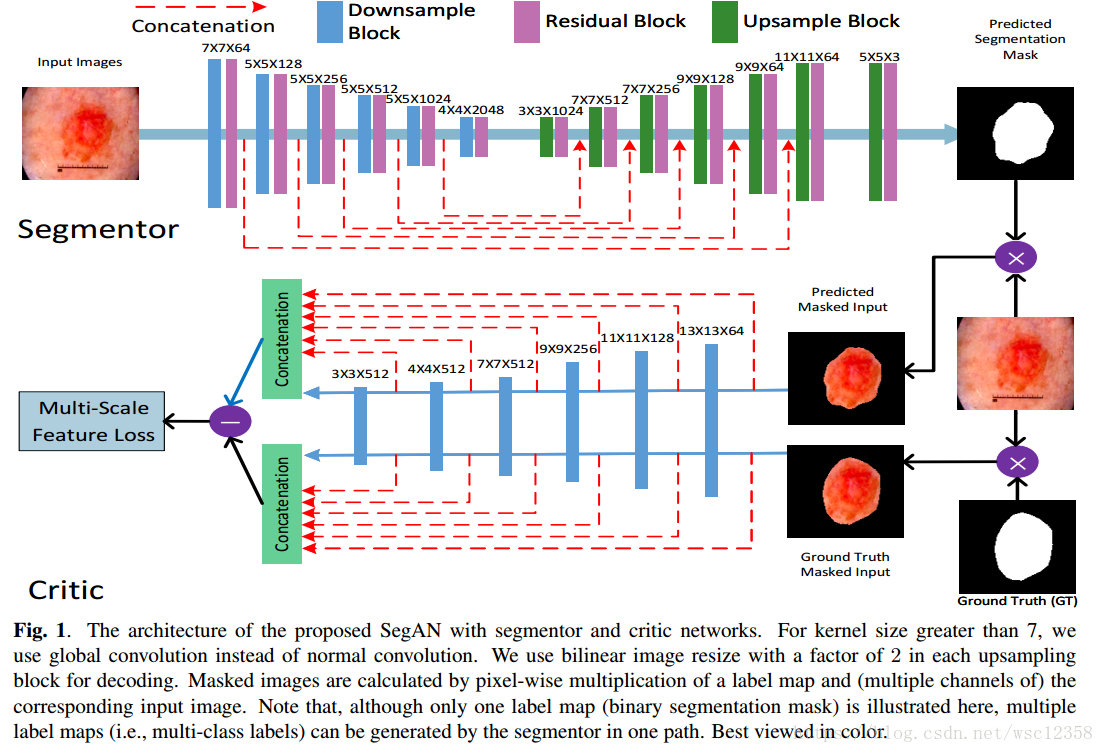 Concatenation
Downsample
Block
Residual Block
Upsample Block
Predicted
Segmentation
Mask
Input Images
7X7X64
5X5X128
5X5X256
5X5X512
5X5X1024
4X4X2048
3X3X1024
7X7X512
7X7X256
9X9X128
9X9X64
11X11X64
5X5X3
Segmentor
Predicted
Masked Input
Concatenation
3X3X512
4X4X512
7X7X512
9X9X256
11X11X128
13X13X64
Multi-Scale
Feature Loss
Concatenation
Ground Truth
Masked Input
Critic
Ground Truth (GT)
Fig. 1. The architecture of the proposed SegAN with segmentor and critic networks. For kernel size greater than 7, we
use global convolution instead of normal convolution. We use bilinear image resize with a factor of 2 in each upsampling
block for decoding. Masked images are calculated by pixel-wise multiplication of a label map and (multiple channels of) the
corresponding input image. Note that, although only one label map (binary segmentation mask) is illustrated here, multiple
label maps (i.e., multi-class labels) can be generated by the segmentor in one path. Best viewed in color.
https://blog.csdn.net/wsc12358